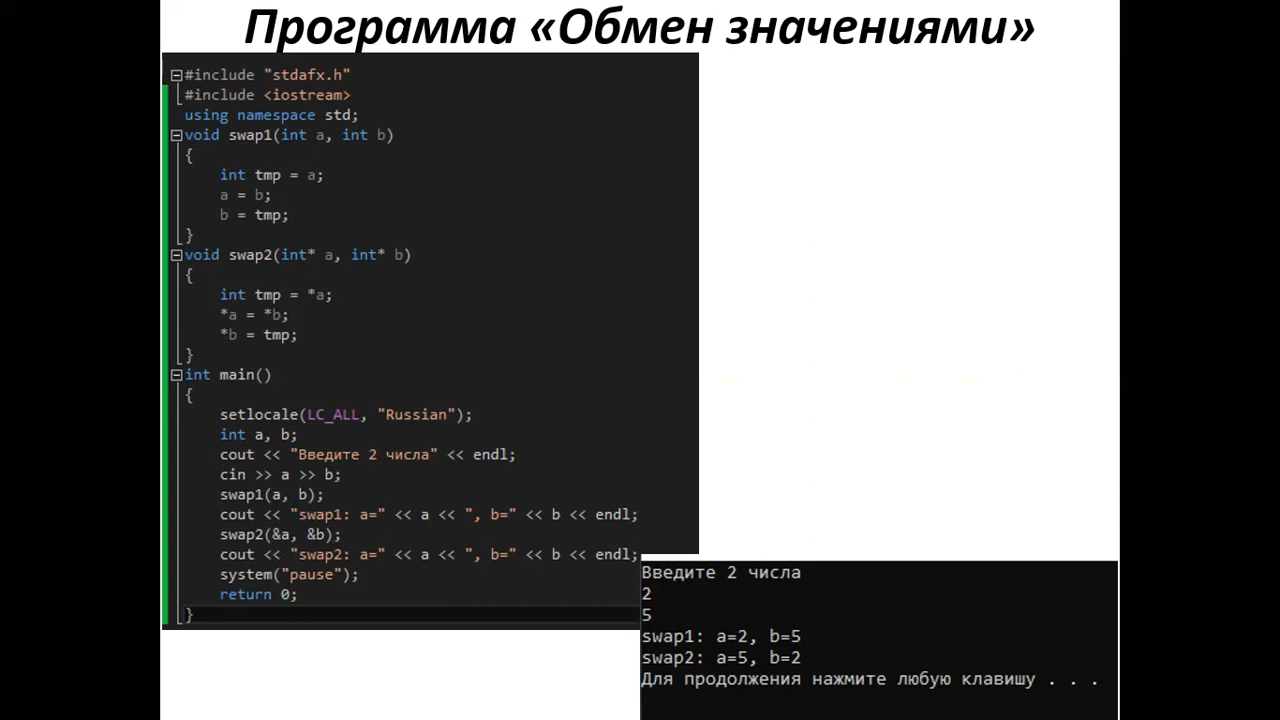 Программа «Обмен значениями»
#include "stdafx.h"
#include <iostream>
using namespace std;
void swap1(int a, int b)
{
int tmp = a;
a = b;
b = tmp;
}
void swap2(int* a, int* b)
{
int tmp = *a;
*a = *b;
*b = tmp;
}
int main()
{
setlocale(LC_ALL, "Russian");
int a, b;
cout << "Введите 2 числа" << endl;
cin >> a >> b;
swap1(a, b);
cout << "swap1: a=" << a << ", b=" << b << endl;
swap2(&a, &b);
cout << "swap2: a=" << a << ", b=" << b << endl;
system("pause");
return 0;
}
Введите 2 числа
2
5
swap1: a=2, b=5
swap2: a=5, b=2
Для продолжения нажмите любую клавишу . . .